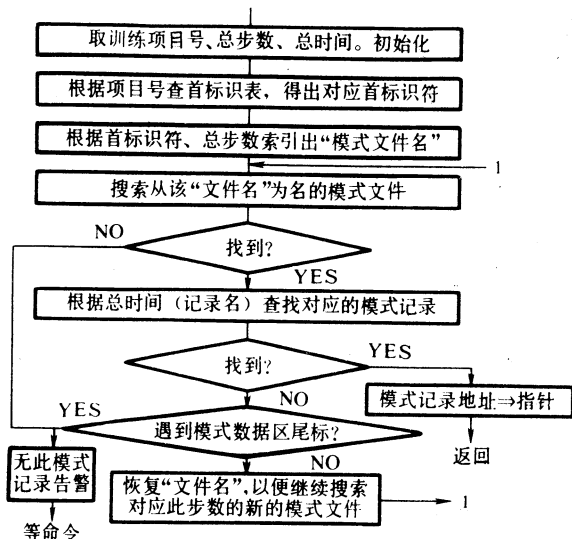 取训练项目号、总步数、总时间。初始化
根据项目号查首标识表，得出对应首标识符
根据首标识符、总步数索引出“模式文件名”
1
搜索从该“文件名”为名的模式文件
NO
找到?
YES
根据总时间（记录名）查找对应的模式记录
找到?
YES
NO
模式记录地址⇒指针
返回
YES
遇到模式数据区尾标?
NO
无此模式
记录告警
等命令
恢复“文件名”，以便继续搜索
对应此步数的新的模式文件
1